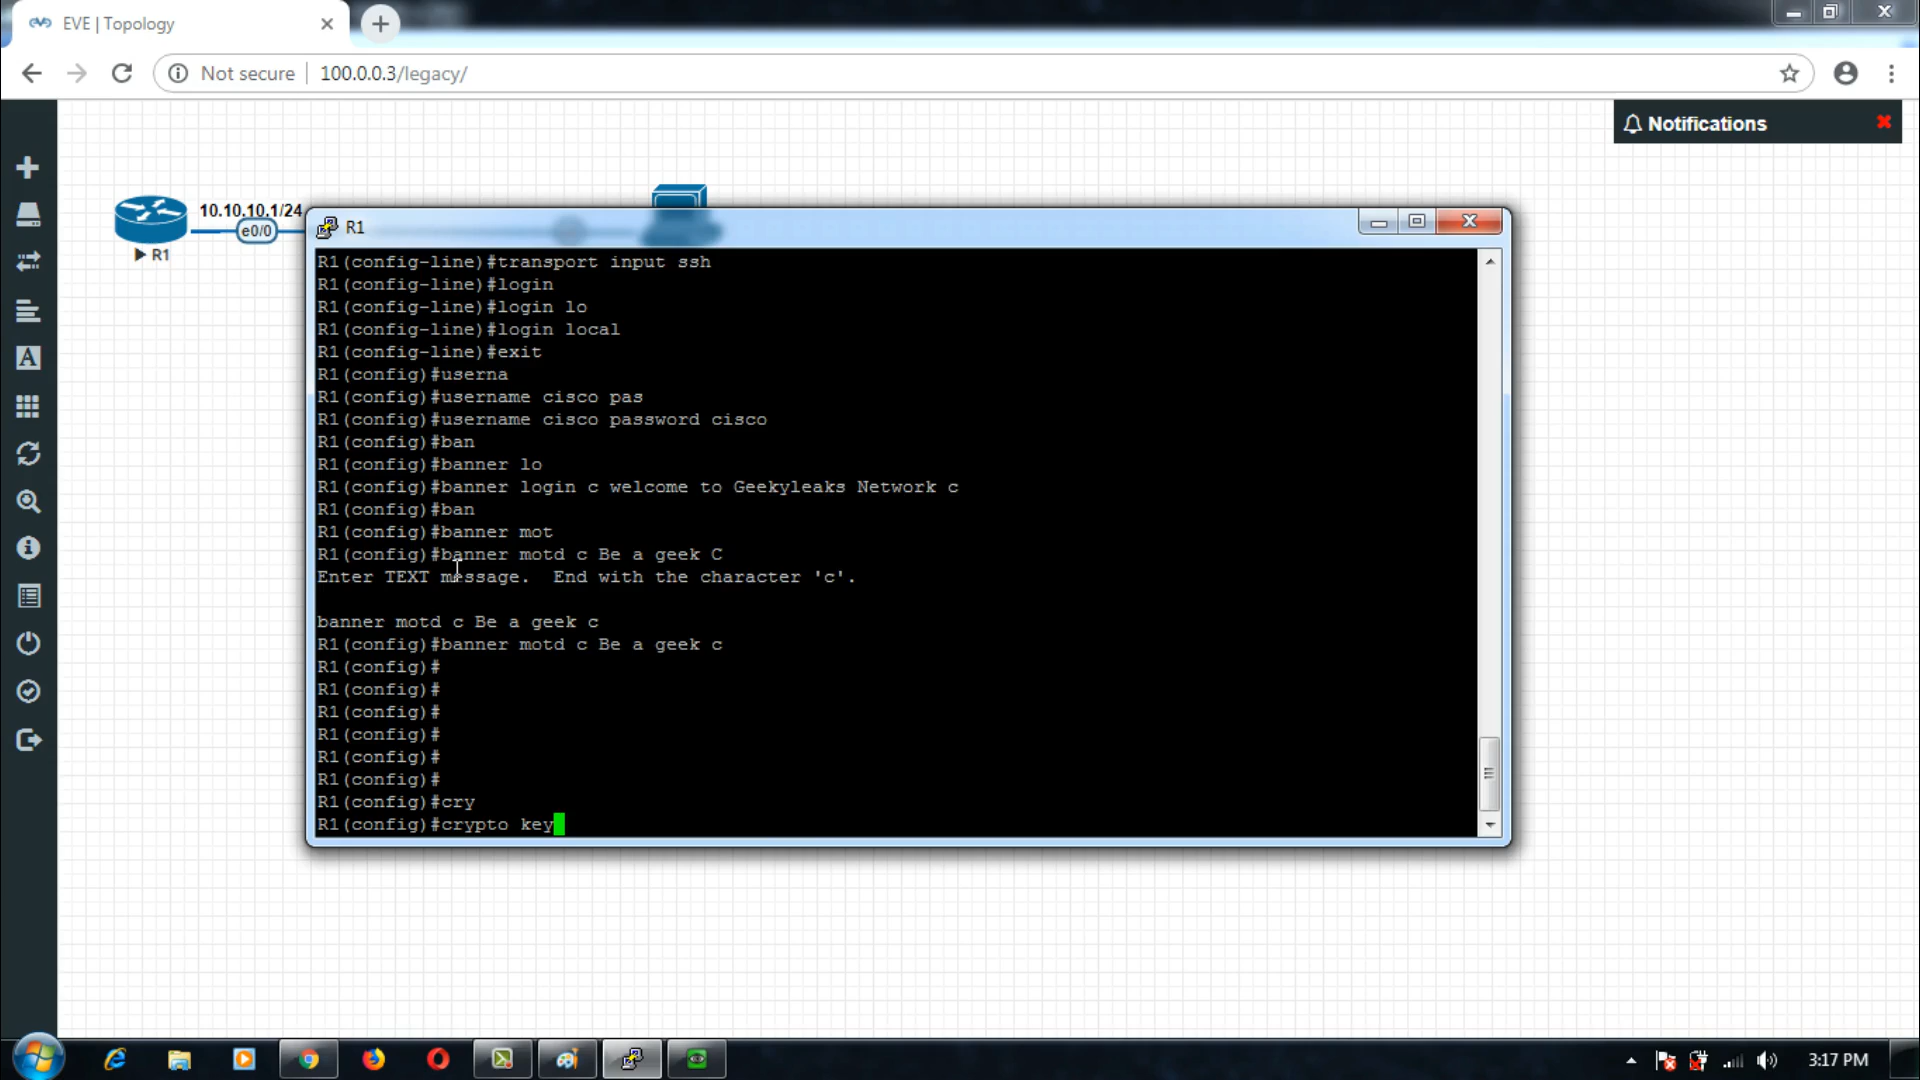 EVE | Topology
Not secure
100.0.0.3/legacy/
Notifications
10.10.10.1/24
e0/0
R1
R1
R1(config-line)#transport input ssh
R1(config-line)#login
R1(config-line)#login lo
R1(config-line)#login local
R1(config-line)#exit
R1(config)#userna
R1(config)#username cisco pas
R1(config)#username cisco password cisco
R1(config)#ban
R1(config)#banner lo
R1(config)#banner login c welcome to Geekyleaks Network c
R1(config)#ban
R1(config)#banner mot
R1(config)#banner motd c Be a geek C
Enter TEXT message.  End with the character 'c'.
banner motd c Be a geek c
R1(config)#banner motd c Be a geek c
R1(config)#
R1(config)#
R1(config)#
R1(config)#
R1(config)#
R1(config)#
R1(config)#cry
R1(config)#crypto key
3:17 PM